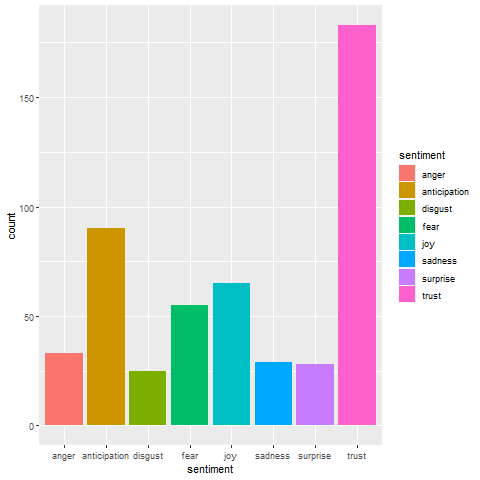 count
150
100
50
0
anger anticipation disgust fear joy sadness surprise trust
sentiment
sentiment
anger
anticipation
disgust
fear
joy
sadness
surprise
trust